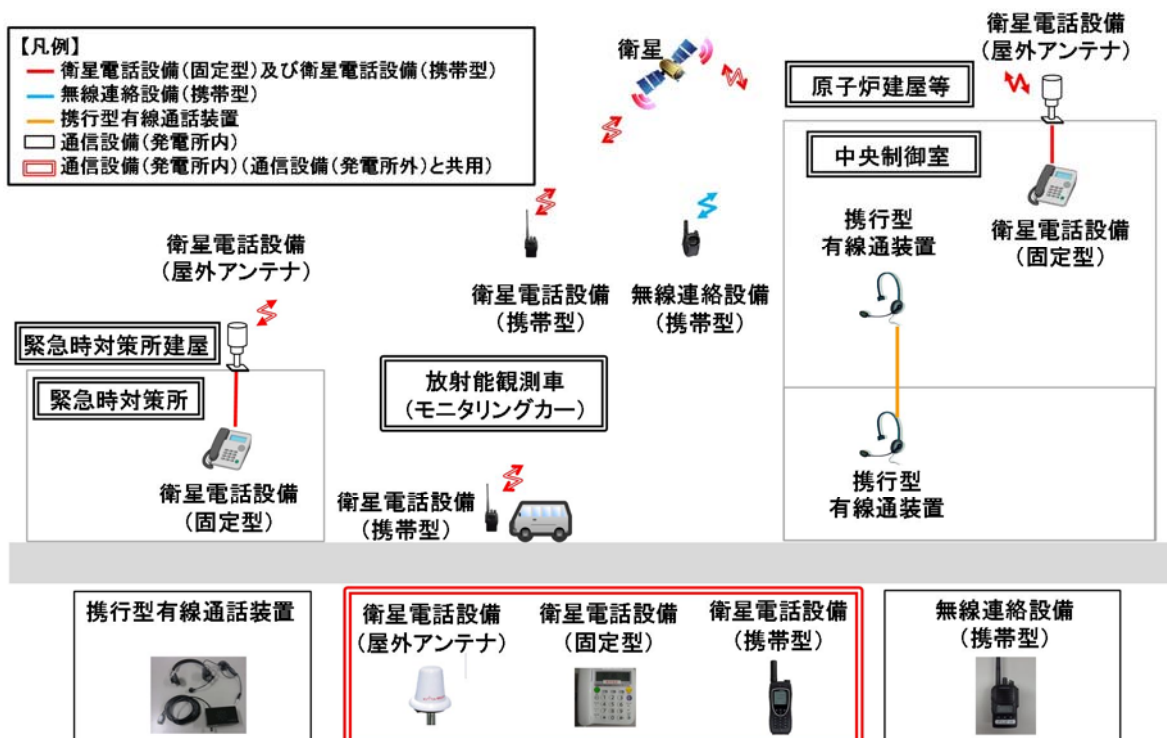 【凡例】
衛星電話設備(固定型)及び衛星電話設備(携帯型)
無線連絡設備(携帯型)
携行型有線通話装置
通信設備(発電所内)
通信設備(発電所内)(通信設備(発電所外)と共用)
衛星
衛星電話設備
(屋外アンテナ)
原子炉建屋等
中央制御室
衛星電話設備
(固定型)
携行型
有線通装置
携行型
有線通装置
衛星電話設備
(携帯型)
無線連絡設備
(携帯型)
衛星電話設備
(屋外アンテナ)
緊急時対策所建屋
緊急時対策所
衛星電話設備
(固定型)
放射能観測車
(モニタリングカー)
衛星電話設備
(携帯型)
携行型有線通話装置
衛星電話設備
(屋外アンテナ)
衛星電話設備
(固定型)
衛星電話設備
(携帯型)
無線連絡設備
(携帯型)